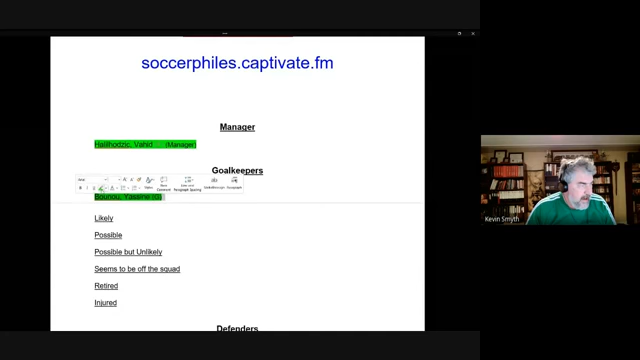 soccerphiles.captivate.fm
Manager
Halilhodzic, Vahid … (Manager)
Goalkeepers
Bounou, Yassine (G)
Likely
Possible
Possible but Unlikely
Seems to be off the squad
Retired
Injured
Defenders
Kevin Smyth